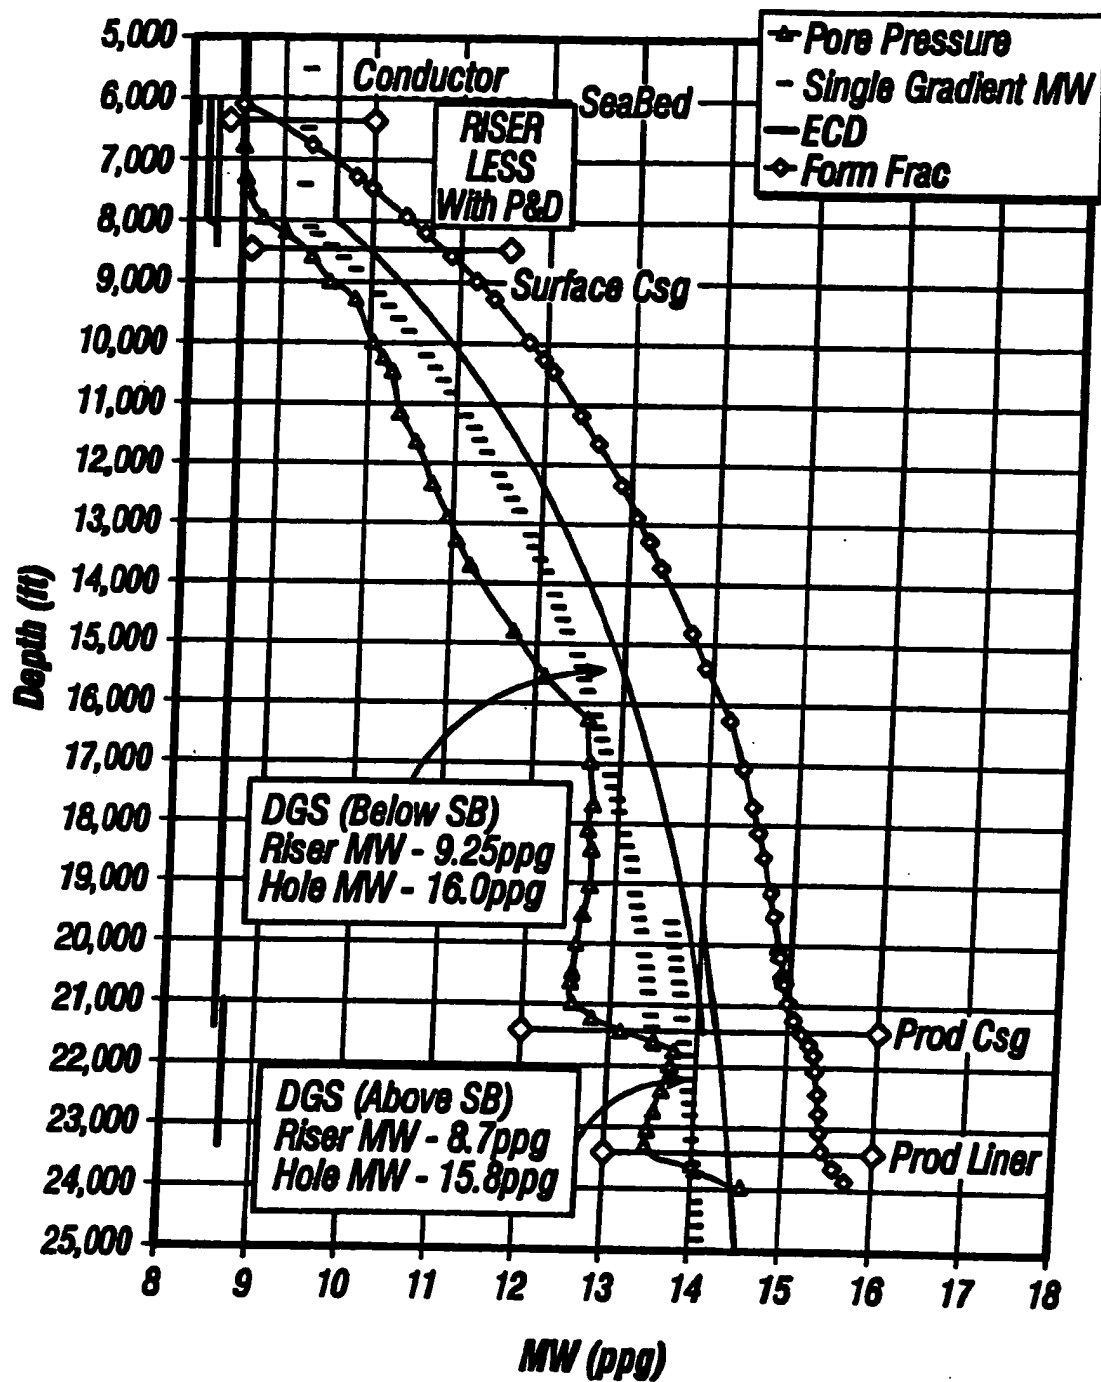 5,000
6,000
7,000
8,000
9,000
10,000
11,000
12,000
13,000
14,000
15,000
16,000
17,000
18,000
19,000
20,000
21,000
22,000
23,000
24,000
25,000
Depth (ft)
8 9 10 11 12 13 14 15 16 17 18
MW (ppg)
Pore Pressure
Single Gradient MW
ECD
Form Frac
Conductor
SeaBed
RISER
LESS
With P&D
Surface Csg
DGS (Below SB)
Riser MW - 9.25ppg
Hole MW - 16.0ppg
Prod Csg
DGS (Above SB)
Riser MW - 8.7ppg
Hole MW - 15.8ppg
Prod Liner